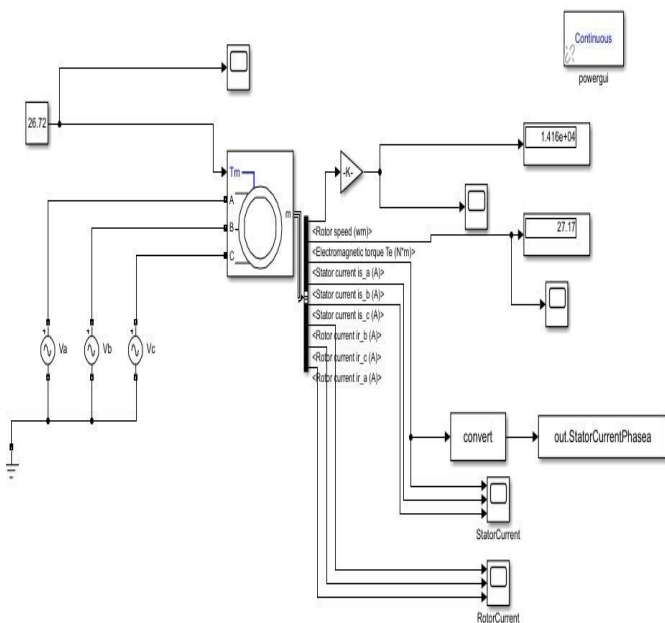 Continuous
powergui
26.72
1.416e+04
-K-
Tm
A
m
B
C
27.17
<Rotor speed (wm)>
<Electromagnetic torque Te (N*m)>
<Stator current is_a (A)>
<Stator current is_b (A)>
<Stator current is_c (A)>
<Rotor current ir_b (A)>
<Rotor current ir_c (A)>
<Rotor current ir_a (A)>
Va
Vb
Vc
convert
out.StatorCurrentPhasea
StatorCurrent
RotorCurrent